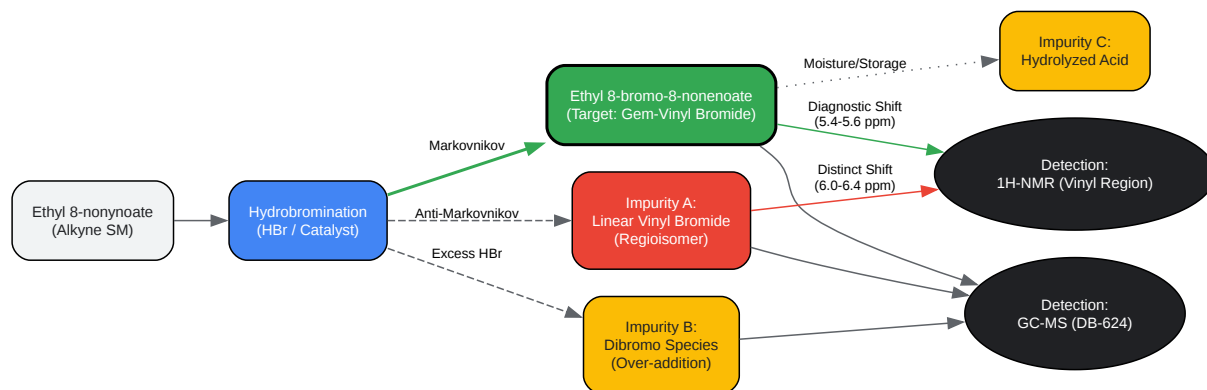 Ethyl 8-nonynoate
(Alkyne SM)
Hydrobromination
(HBr / Catalyst)
Markovnikov
Anti-Markovnikov
Excess HBr
Ethyl 8-bromo-8-nonenoate
(Target: Gem-Vinyl Bromide)
Impurity A:
Linear Vinyl Bromide
(Regioisomer)
Impurity B:
Dibromo Species
(Over-addition)
Moisture/Storage
Diagnostic Shift
(5.4-5.6 ppm)
Distinct Shift
(6.0-6.4 ppm)
Impurity C:
Hydrolyzed Acid
Detection:
1H-NMR (Vinyl Region)
Detection:
GC-MS (DB-624)